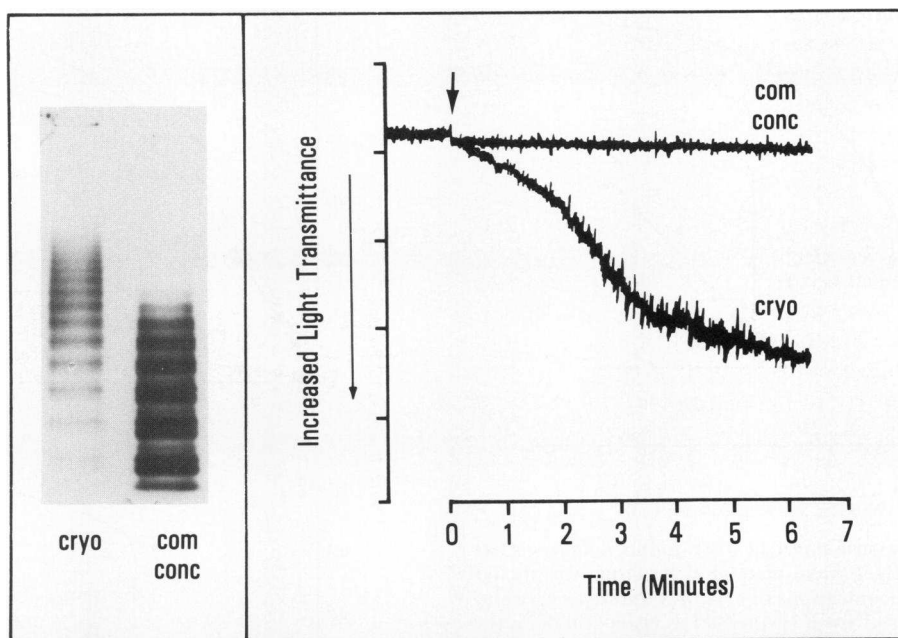 cryo
com
conc
Increased Light Transmittance
com
conc
cryo
0 1 2 3 4 5 6 7
Time (Minutes)